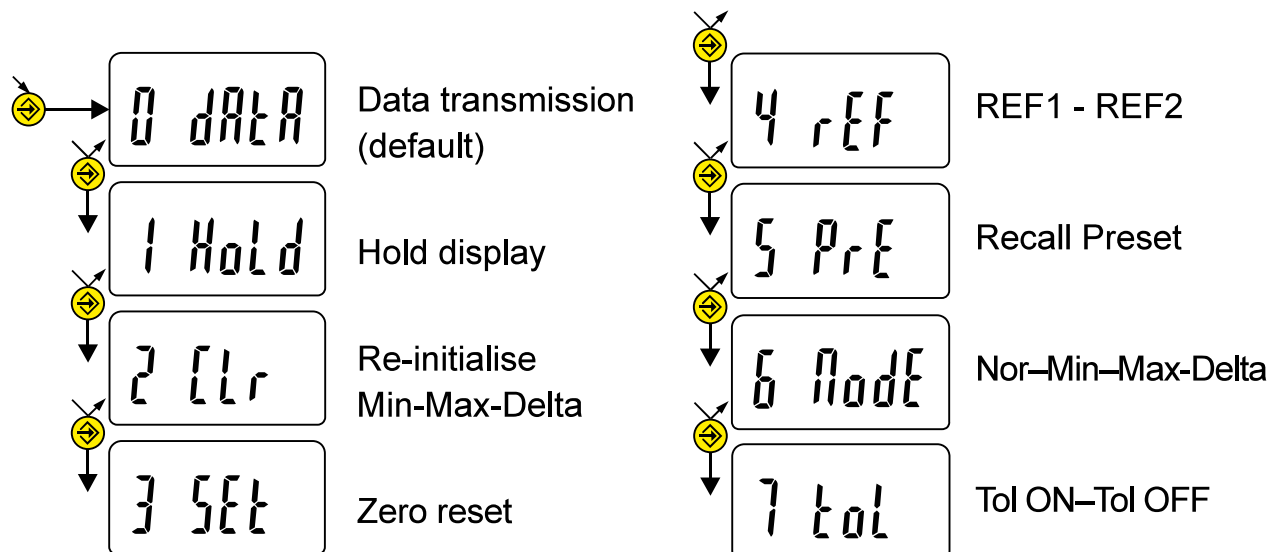 0 dAtA
Data transmission
(default)
1 HoLd
Hold display
2 CLr
Re-initialise
Min-Max-Delta
3 SEt
Zero reset
4 rEF
REF1 - REF2
5 PrE
Recall Preset
6 ModE
Nor–Min–Max-Delta
7 toL
Tol ON–Tol OFF